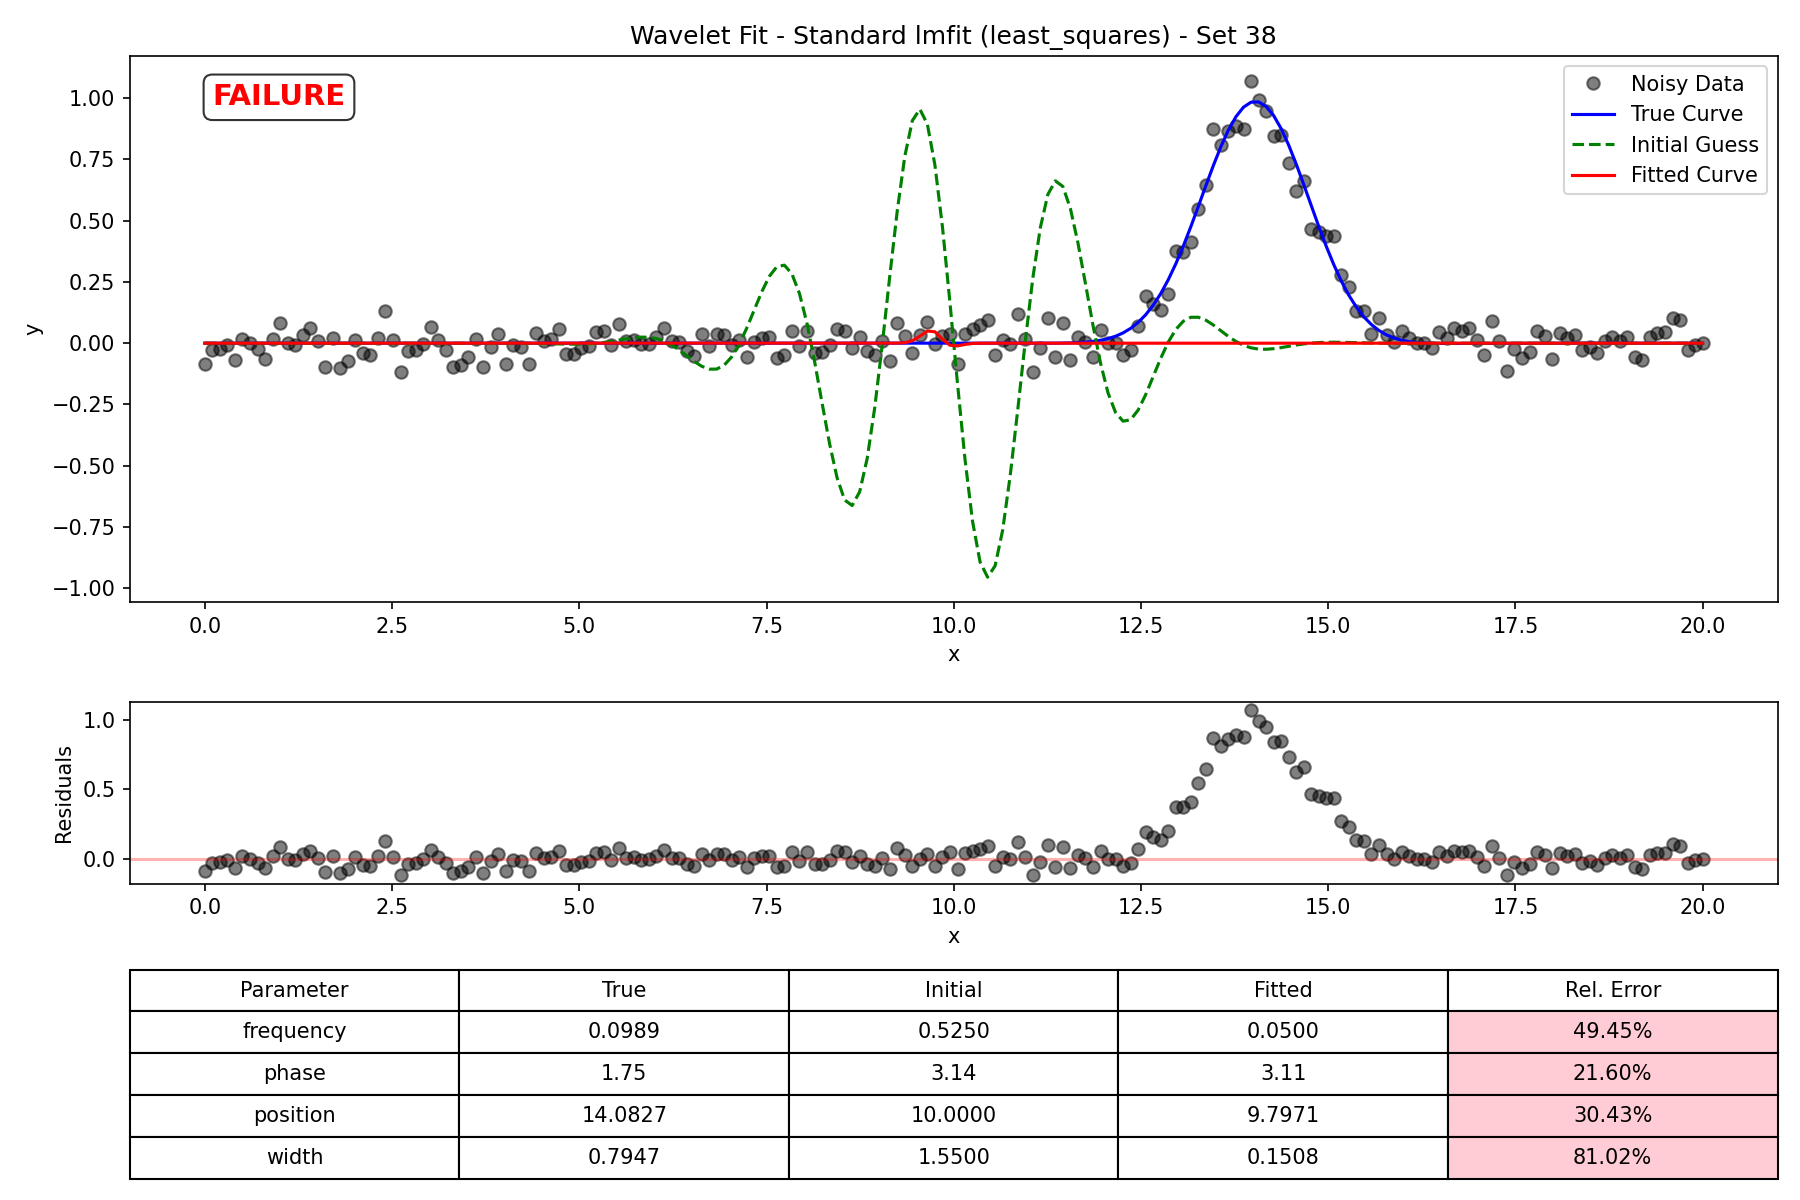 Wavelet Fit - Standard lmfit (least_squares) - Set 38
FAILURE
Noisy Data
True Curve
Initial Guess
Fitted Curve
1.00
0.75
0.50
0.25
0.00
−0.25
−0.50
−0.75
−1.00
y
0.0 2.5 5.0 7.5 10.0 12.5 15.0 17.5 20.0
x
1.0
0.5
0.0
Residuals
0.0 2.5 5.0 7.5 10.0 12.5 15.0 17.5 20.0
x
Parameter True Initial Fitted Rel. Error
frequency 0.0989 0.5250 0.0500 49.45%
phase 1.75 3.14 3.11 21.60%
position 14.0827 10.0000 9.7971 30.43%
width 0.7947 1.5500 0.1508 81.02%